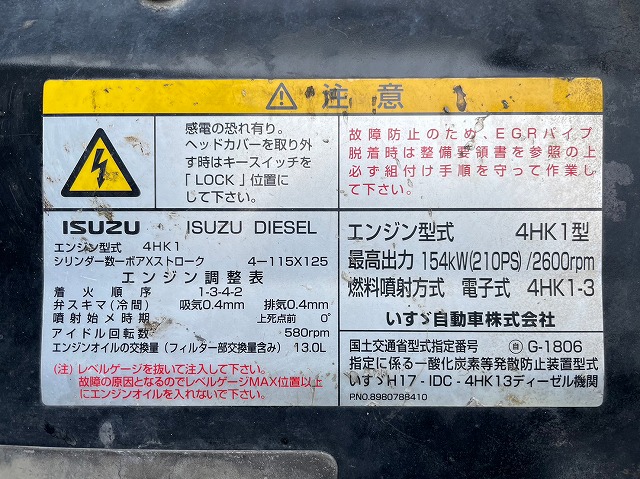 ⚠注意
感電の恐れ有り。
ヘッドカバーを取り外
す時はキースイッチを
「LOCK」位置に
して下さい。
故障防止のため、EGRパイプ
脱着時は整備要領書を参照の上
必ず組付け手順を守って作業し
て下さい。
ISUZU ISUZU DIESEL
エンジン型式 4HK1
シリンダー数ーボアXストローク 4-115X125
エンジン調整表
着火順序 1-3-4-2
弁スキマ(冷間) 吸気0.4mm 排気0.4mm
噴射始メ時期 上死点前 0°
アイドル回転数 580rpm
エンジンオイルの交換量(フィルター部交換量含み) 13.0L
(注)レベルゲージを抜いて注入して下さい。
故障の原因となるのでレベルゲージMAX位置以上
にエンジンオイルを入れないで下さい。
エンジン型式 4HK1型
最高出力 154kW(210PS)/2600rpm
燃料噴射方式 電子式 4HK1-3
いすゞ自動車株式会社
国土交通省型式指定番号 ㊀ G-1806
指定に係る一酸化炭素等発散防止装置型式
いすゞH17-IDC-4HK13ディーゼル機関
P.NO.8980788410